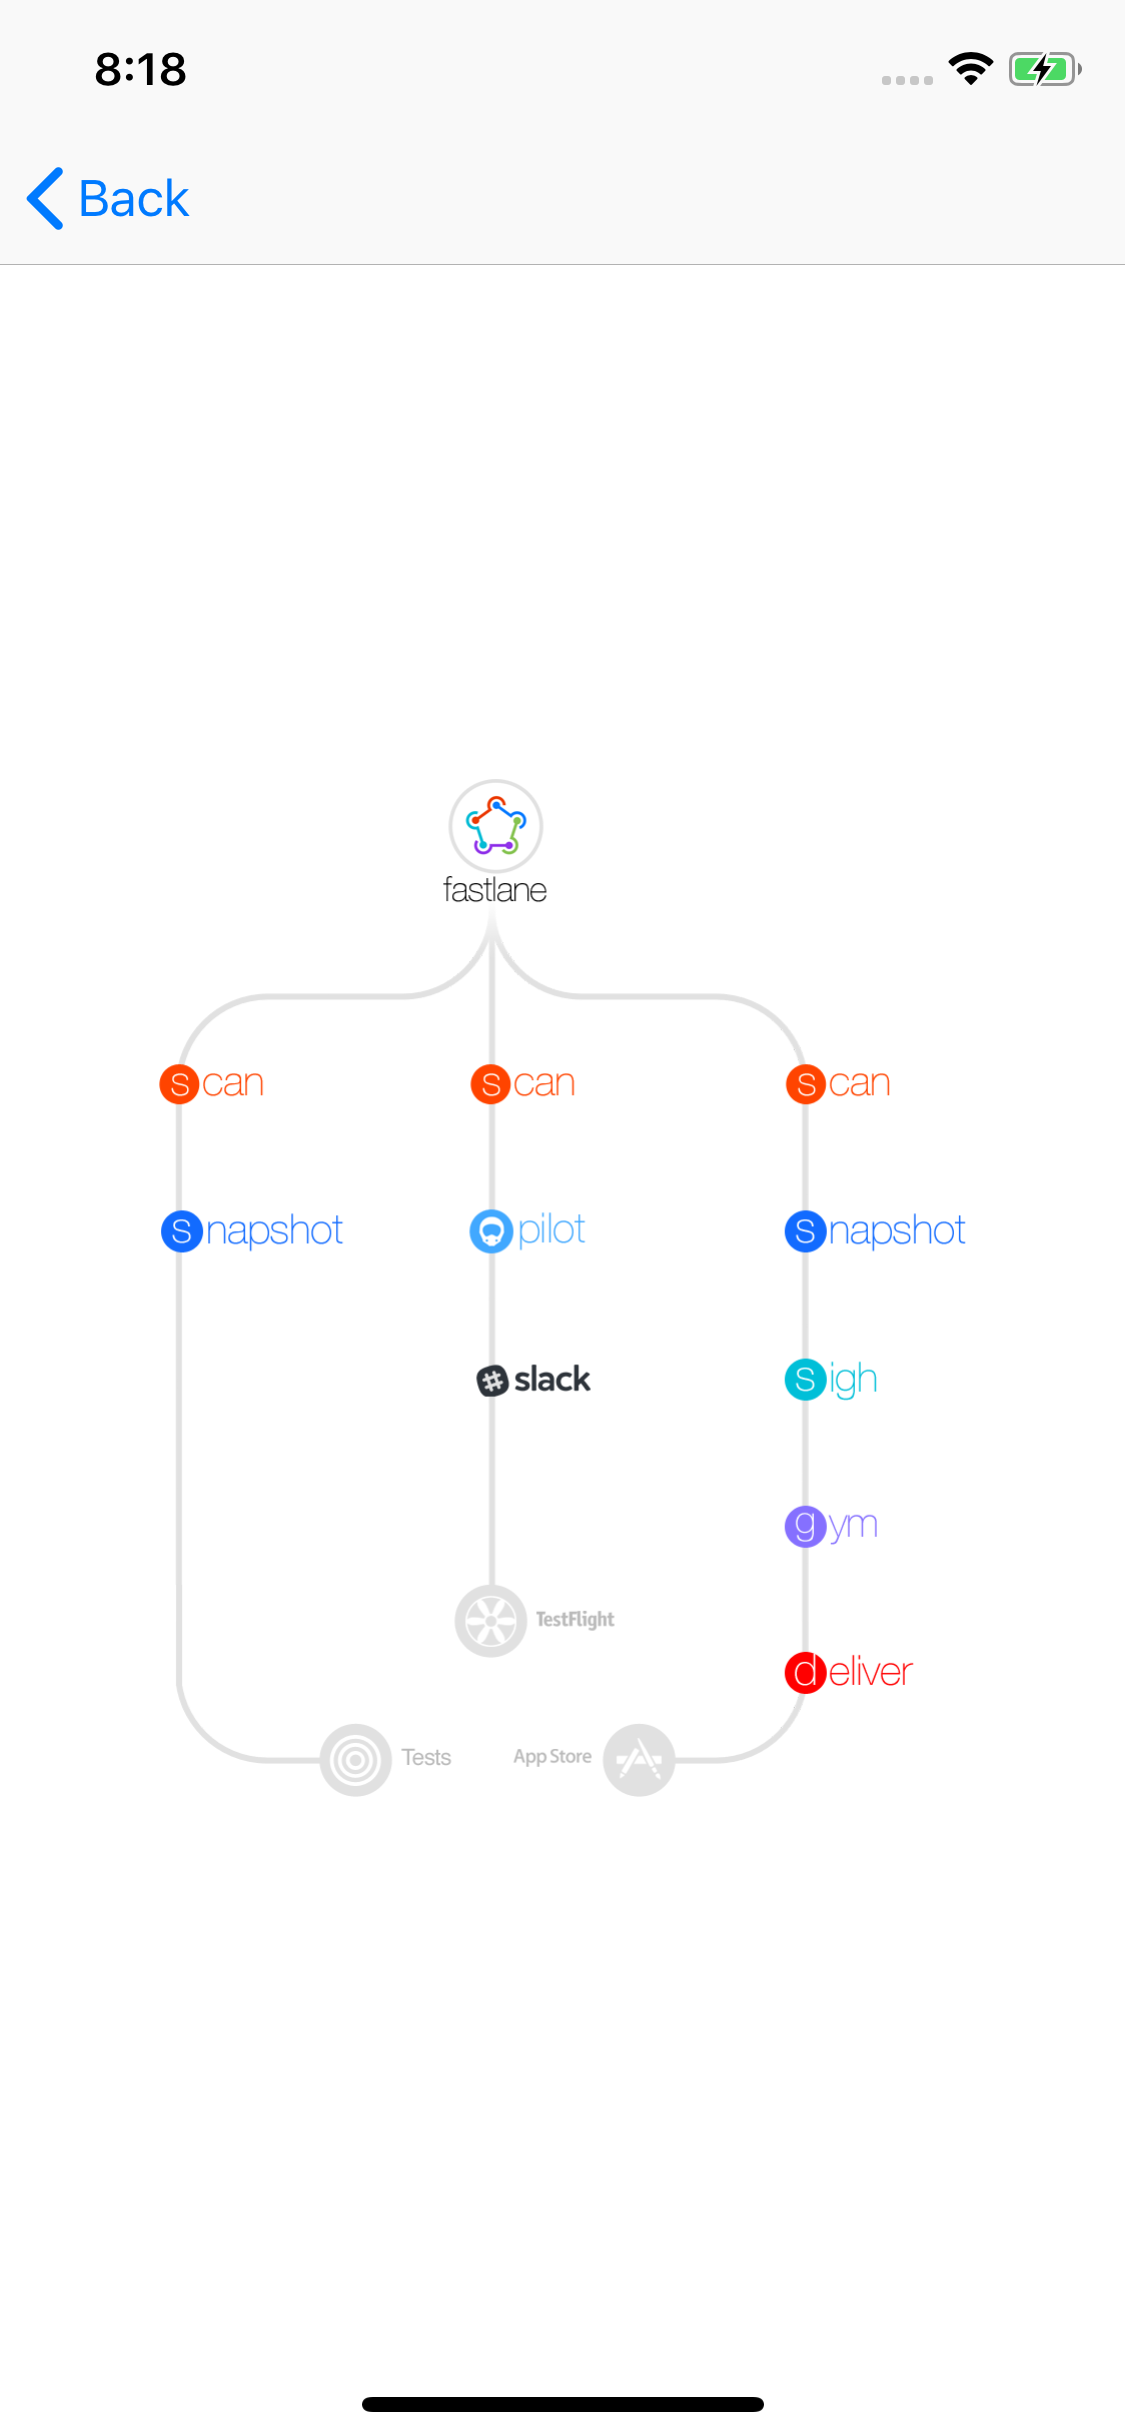 8:18
Back
fastlane
scan scan scan
snapshot pilot snapshot
slack sigh
gym
TestFlight
deliver
Tests App Store